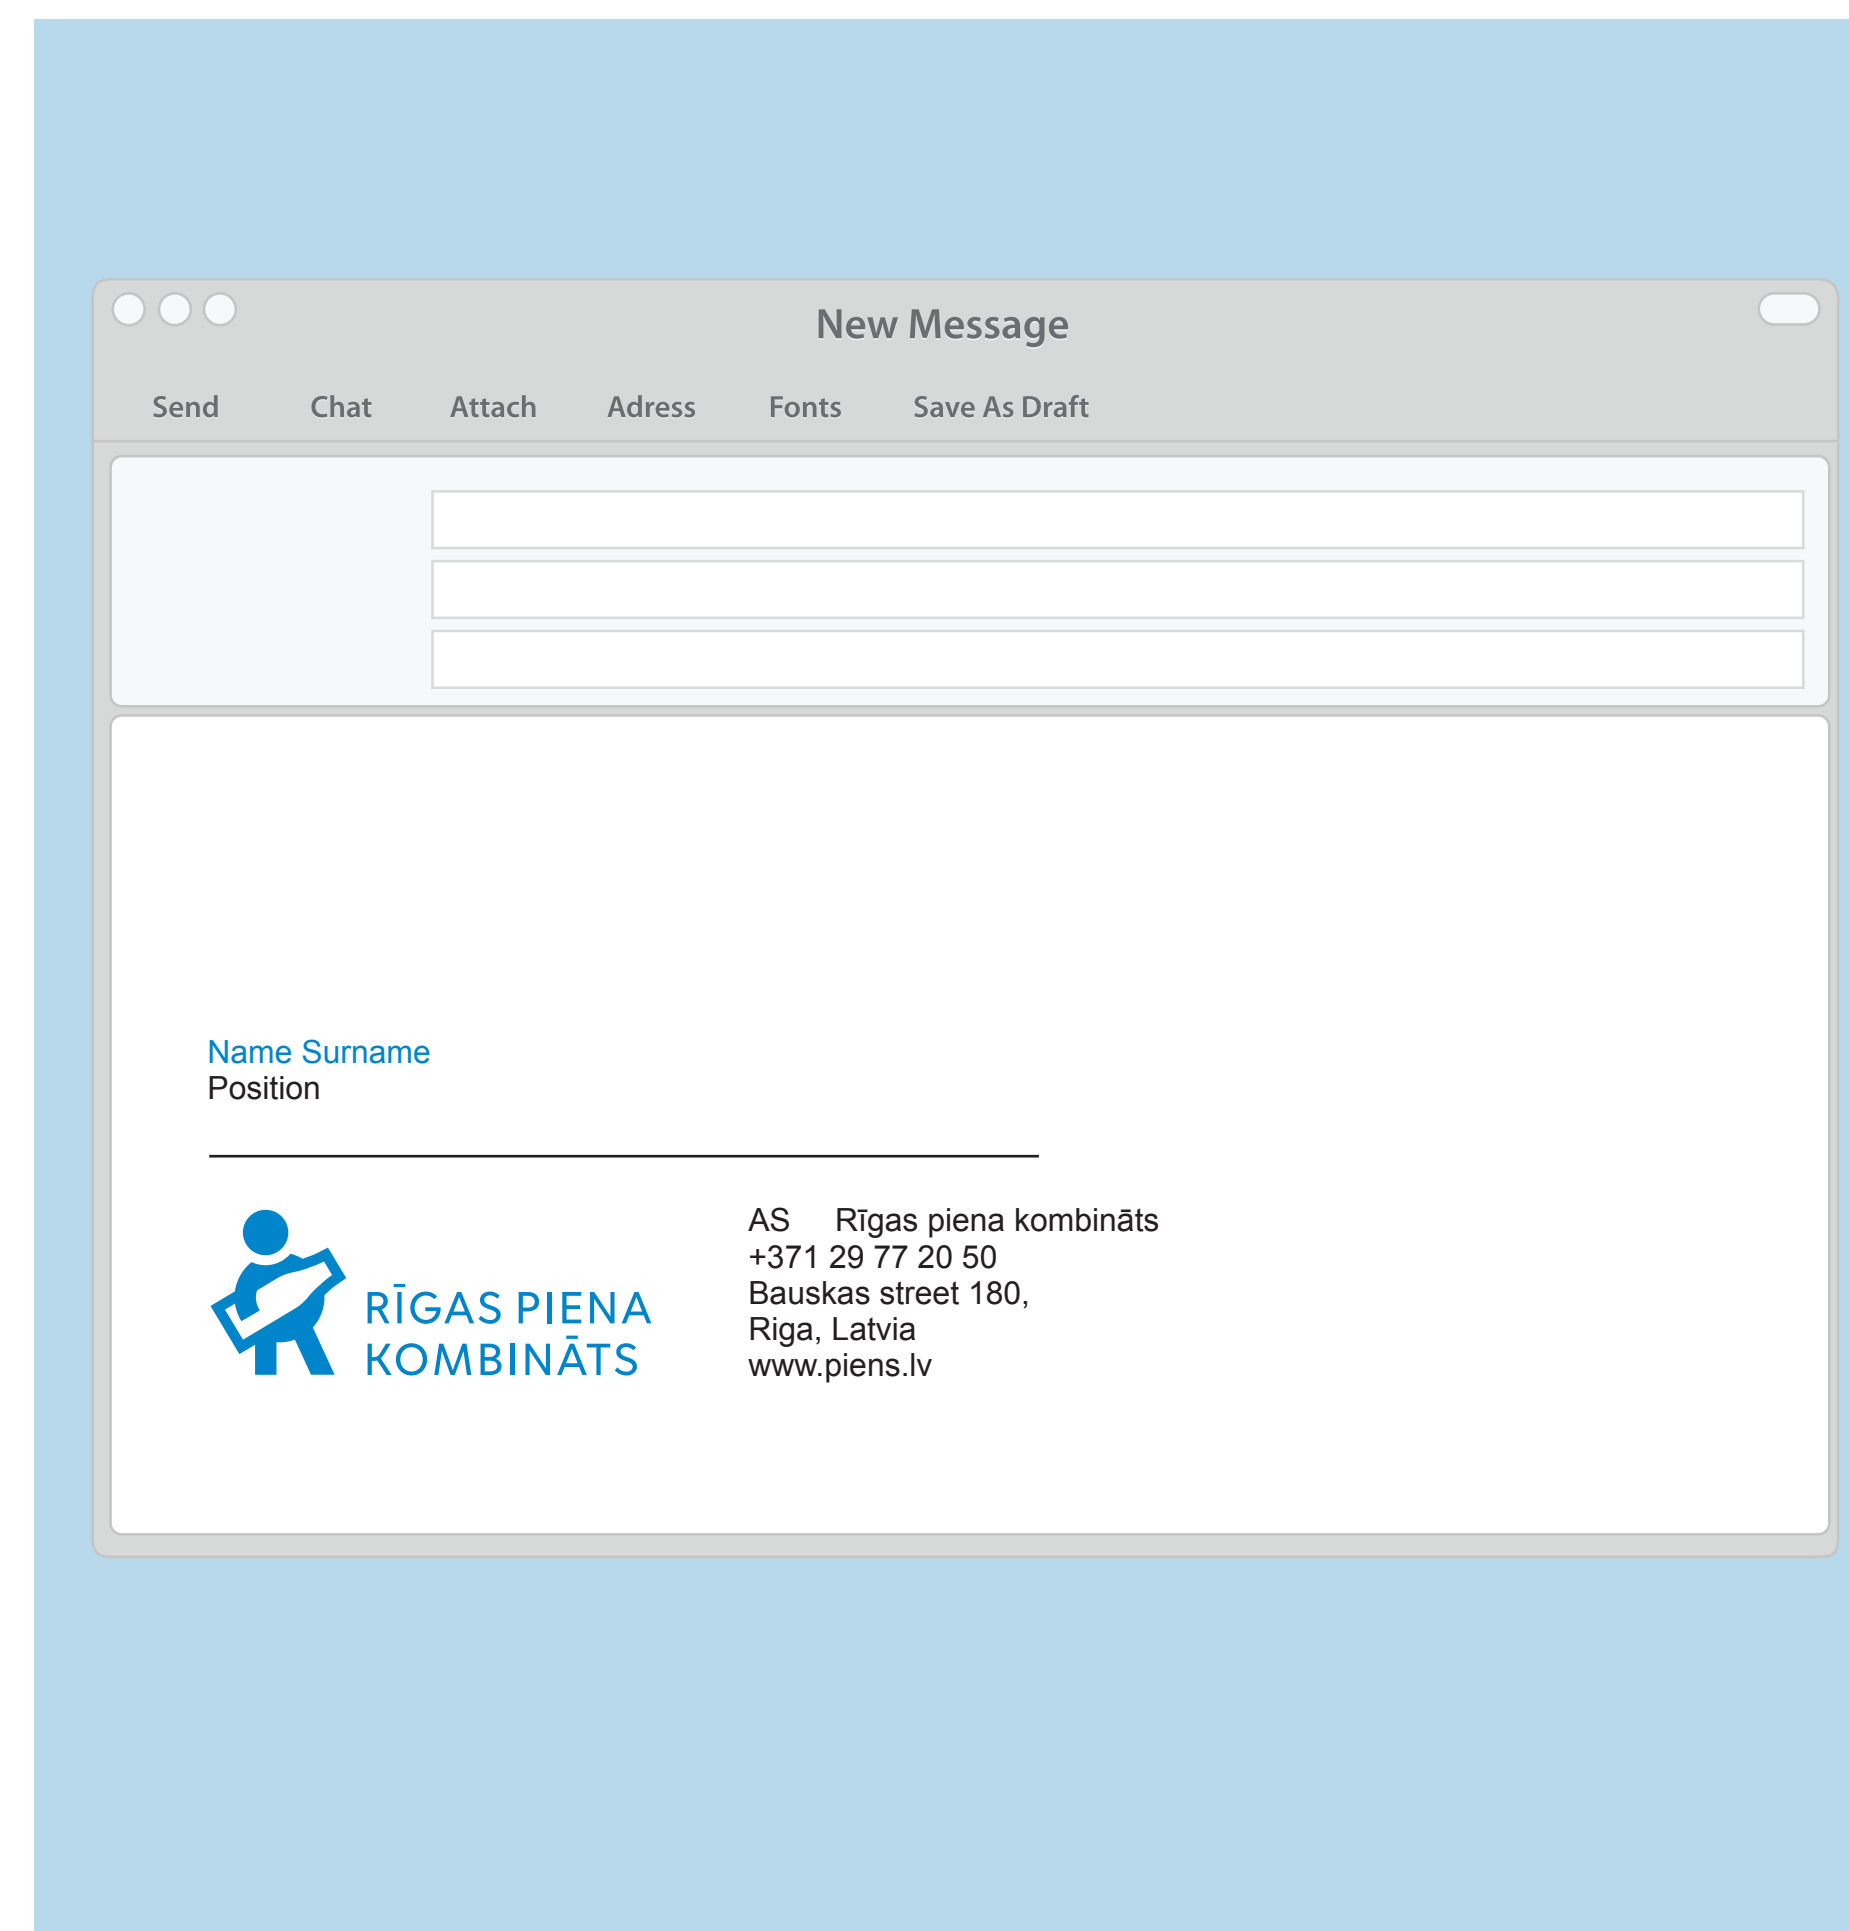 New Message
Send Chat Attach Adress Fonts Save As Draft
Name Surname
Position
RĪGAS PIENA
KOMBINĀTS
AS Rīgas piena kombināts
+371 29 77 20 50
Bauskas street 180,
Riga, Latvia
www.piens.lv